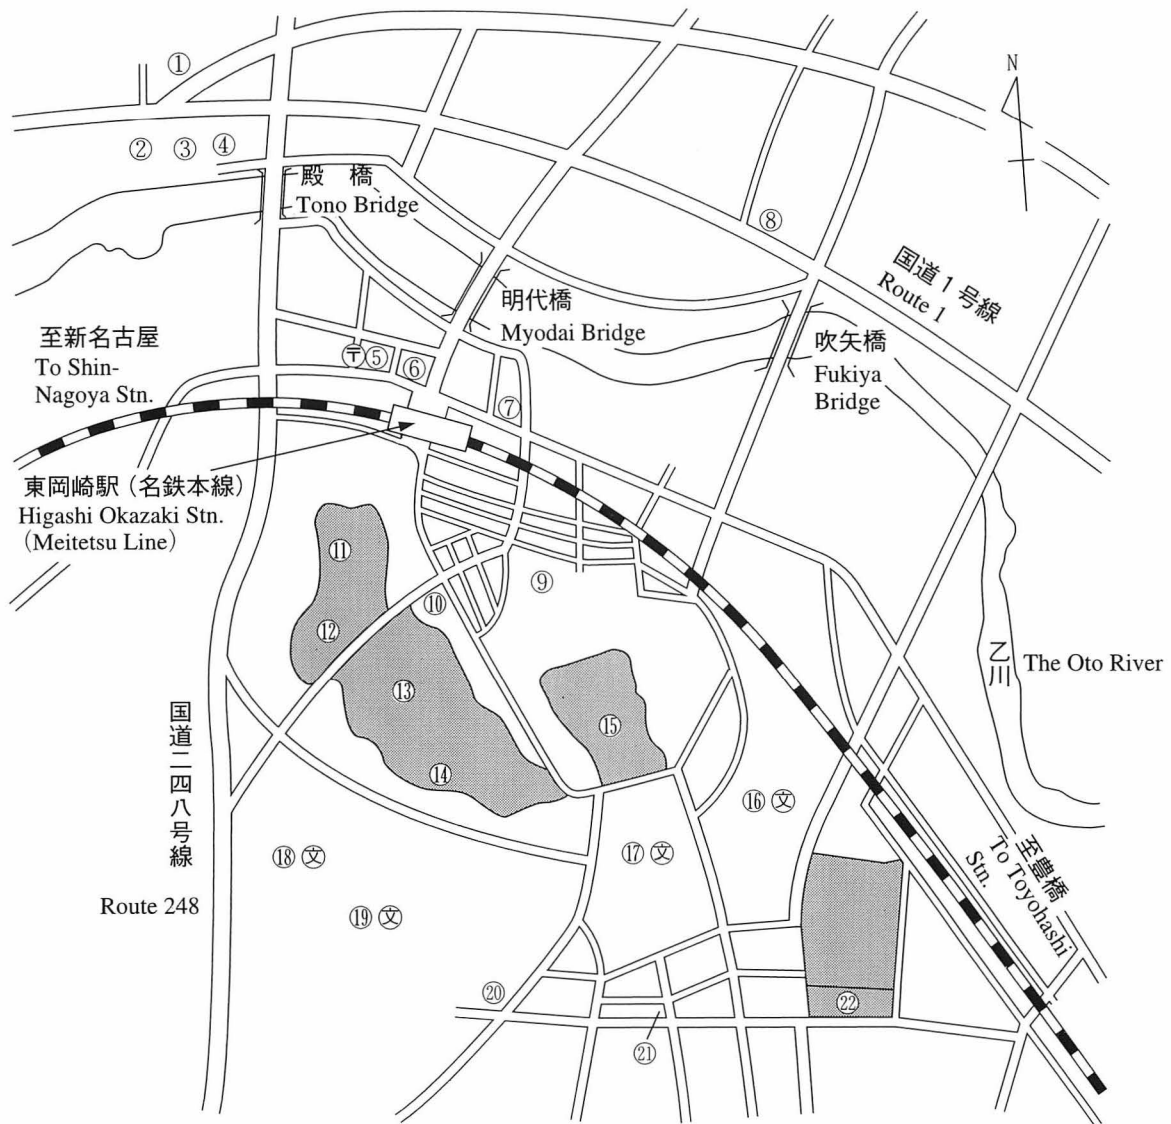 N
①
②
③
④
殿橋
Tono Bridge
⑧
国道1号線
Route 1
明代橋
Myodai Bridge
吹矢橋
Fukiya
Bridge
至新名古屋
To Shin-
Nagoya Stn.
〒
⑤
⑥
⑦
東岡崎駅（名鉄本線）
Higashi Okazaki Stn.
（Meitetsu Line）
⑪
⑨
⑩
⑫
⑬
⑭
⑮
乙川
The Oto River
国道二四八号線
Route 248
⑯ 文
⑰ 文
⑱ 文
⑲ 文
至豊橋
To Toyohashi
Stn.
⑳
㉑
㉒